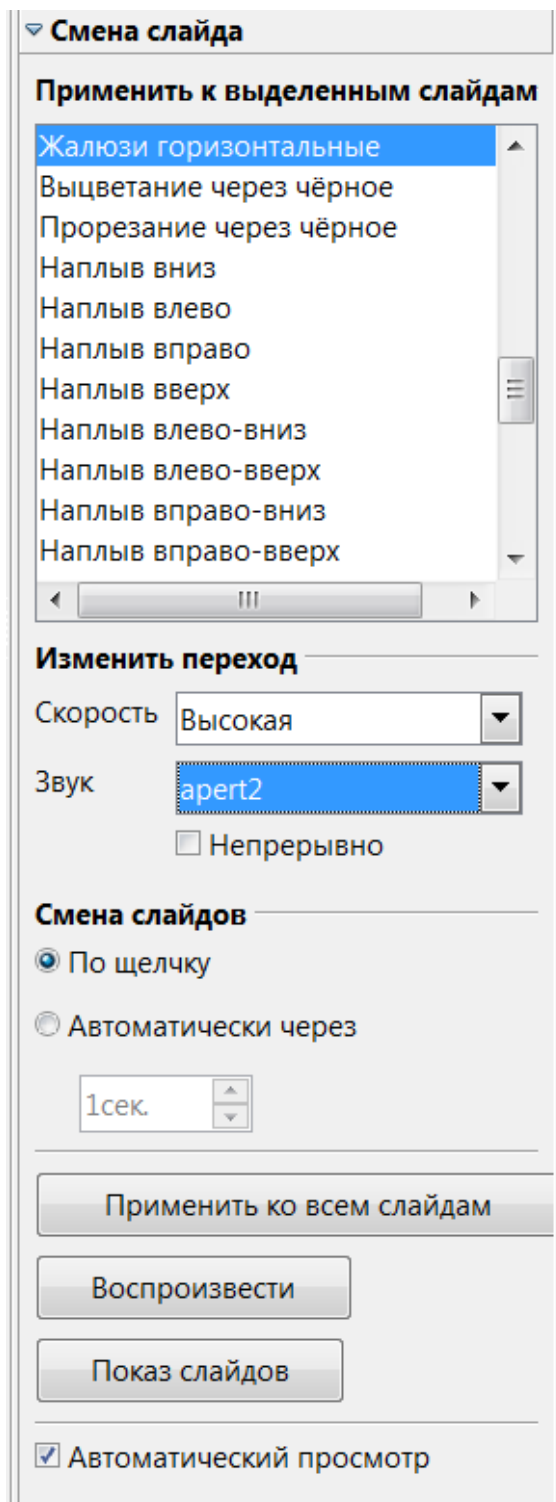 Смена слайда
Применить к выделенным слайдам
Жалюзи горизонтальные
Выцветание через чёрное
Прорезание через чёрное
Наплыв вниз
Наплыв влево
Наплыв вправо
Наплыв вверх
Наплыв влево-вниз
Наплыв влево-вверх
Наплыв вправо-вниз
Наплыв вправо-вверх
Изменить переход
Скорость Высокая
Звук apert2
Непрерывно
Смена слайдов
По щелчку
Автоматически через
1сек.
Применить ко всем слайдам
Воспроизвести
Показ слайдов
Автоматический просмотр